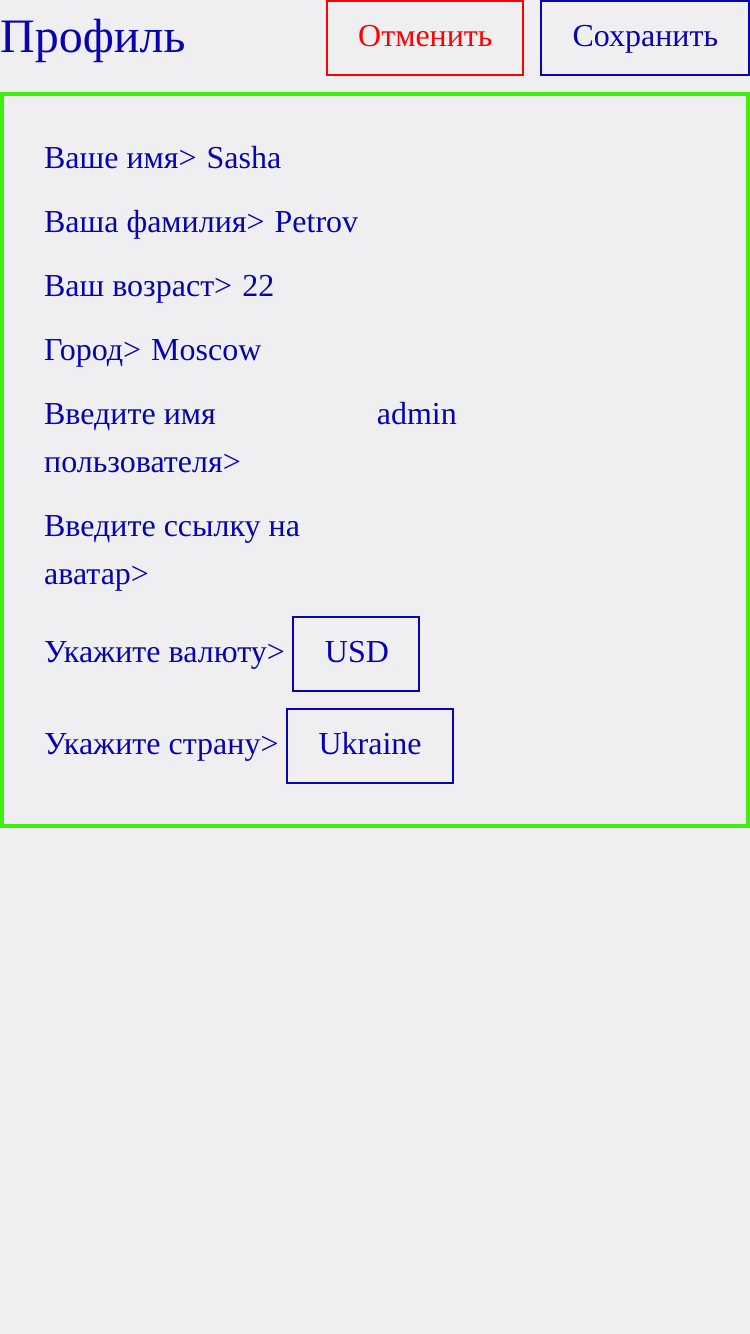 Профиль Отменить Сохранить
Ваше имя> Sasha
Ваша фамилия> Petrov
Ваш возраст> 22
Город> Moscow
Введите имя admin
пользователя>
Введите ссылку на
аватар>
Укажите валюту> USD
Укажите страну> Ukraine